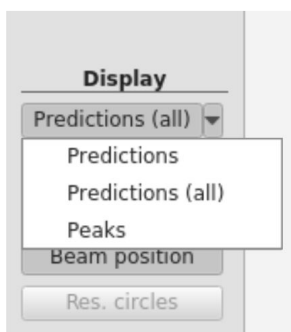 Display
Predictions (all)
Predictions
Predictions (all)
Peaks
Beam position
Res. circles